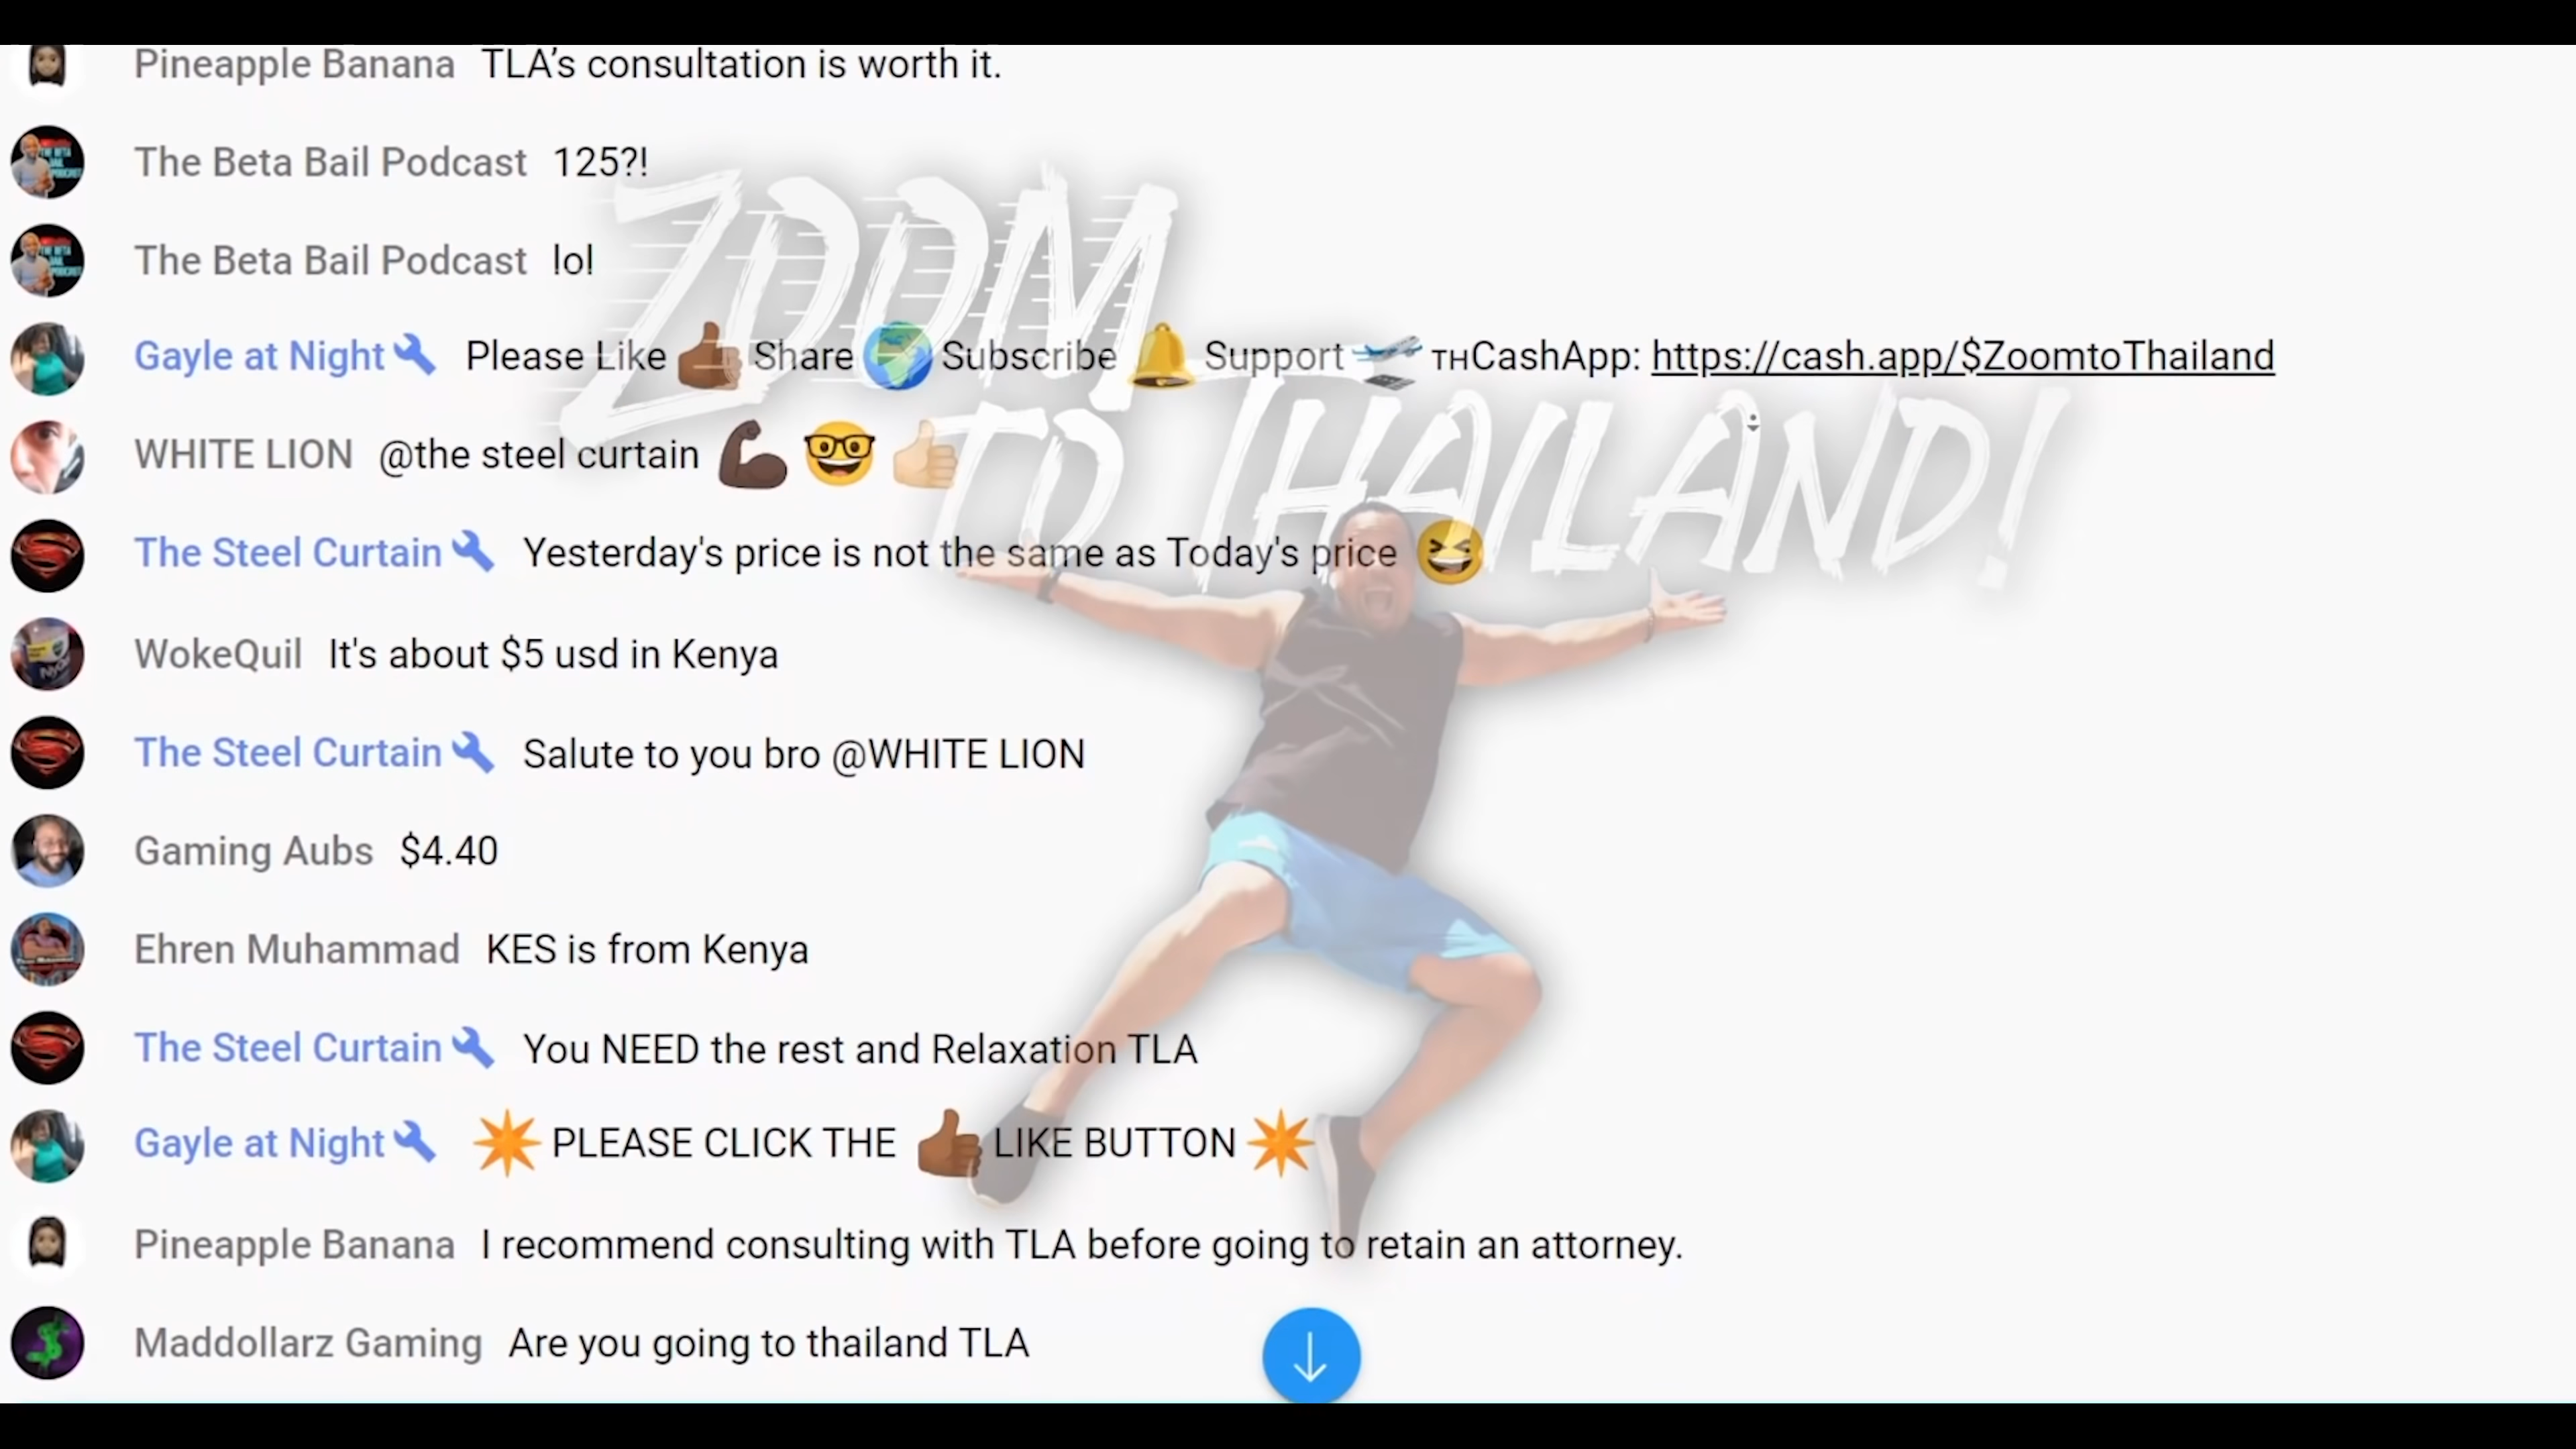 Pineapple Banana TLA’s consultation is worth it.
The Beta Bail Podcast 125?!
The Beta Bail Podcast lol
ZOOM
Gayle at Night Please Like 👍🏾 Share 🌍 Subscribe 🔔 Support 🛫 THCashApp: https://cash.app/$ZoomtoThailand
TO THAILAND!
WHITE LION @the steel curtain 💪🏿 🤓 👍🏼
The Steel Curtain Yesterday's price is not the same as Today's price 😆
WokeQuil It's about $5 usd in Kenya
The Steel Curtain Salute to you bro @WHITE LION
Gaming Aubs $4.40
Ehren Muhammad KES is from Kenya
The Steel Curtain You NEED the rest and Relaxation TLA
Gayle at Night ✴ PLEASE CLICK THE 👍🏾 LIKE BUTTON ✴
Pineapple Banana I recommend consulting with TLA before going to retain an attorney.
Maddollarz Gaming Are you going to thailand TLA